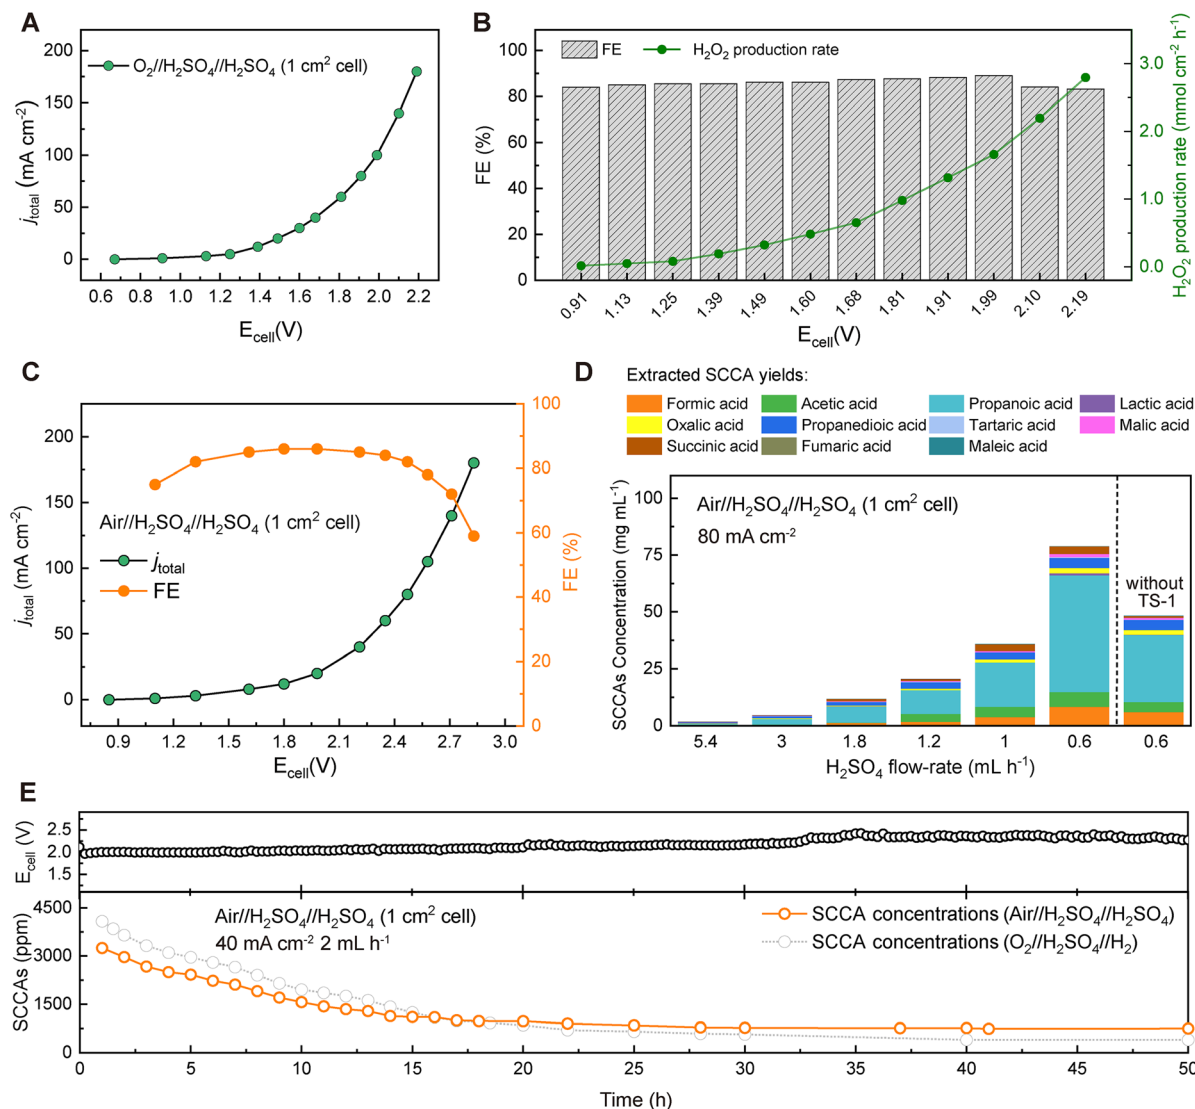 A
200
150
100
50
0
j_total (mA cm⁻²)
O₂//H₂SO₄//H₂SO₄ (1 cm² cell)
0.6 0.8 1.0 1.2 1.4 1.6 1.8 2.0 2.2
E_cell(V)
B
100
80
60
40
20
0
FE (%)
FE
H₂O₂ production rate
3.0
2.0
1.0
0.0
H₂O₂ production rate (mmol cm⁻² h⁻¹)
0.91 1.13 1.25 1.39 1.49 1.60 1.68 1.81 1.91 1.99 2.10 2.19
E_cell(V)
C
200
150
100
50
0
j_total (mA cm⁻²)
Air//H₂SO₄//H₂SO₄ (1 cm² cell)
j_total
FE
100
80
60
40
20
0
FE (%)
0.9 1.2 1.5 1.8 2.1 2.4 2.7 3.0
E_cell(V)
D
Extracted SCCA yields:
Formic acid Acetic acid Propanoic acid Lactic acid
Oxalic acid Propanedioic acid Tartaric acid Malic acid
Succinic acid Fumaric acid Maleic acid
100
75
50
25
0
SCCAs Concentration (mg mL⁻¹)
Air//H₂SO₄//H₂SO₄ (1 cm² cell)
80 mA cm⁻²
without
TS-1
5.4 3 1.8 1.2 1 0.6 0.6
H₂SO₄ flow-rate (mL h⁻¹)
E
2.5
2.0
1.5
E_cell (V)
4500
3000
1500
0
SCCAs (ppm)
Air//H₂SO₄//H₂SO₄ (1 cm² cell)
40 mA cm⁻² 2 mL h⁻¹
SCCA concentrations (Air//H₂SO₄//H₂SO₄)
SCCA concentrations (O₂//H₂SO₄//H₂)
0 5 10 15 20 25 30 35 40 45 50
Time (h)